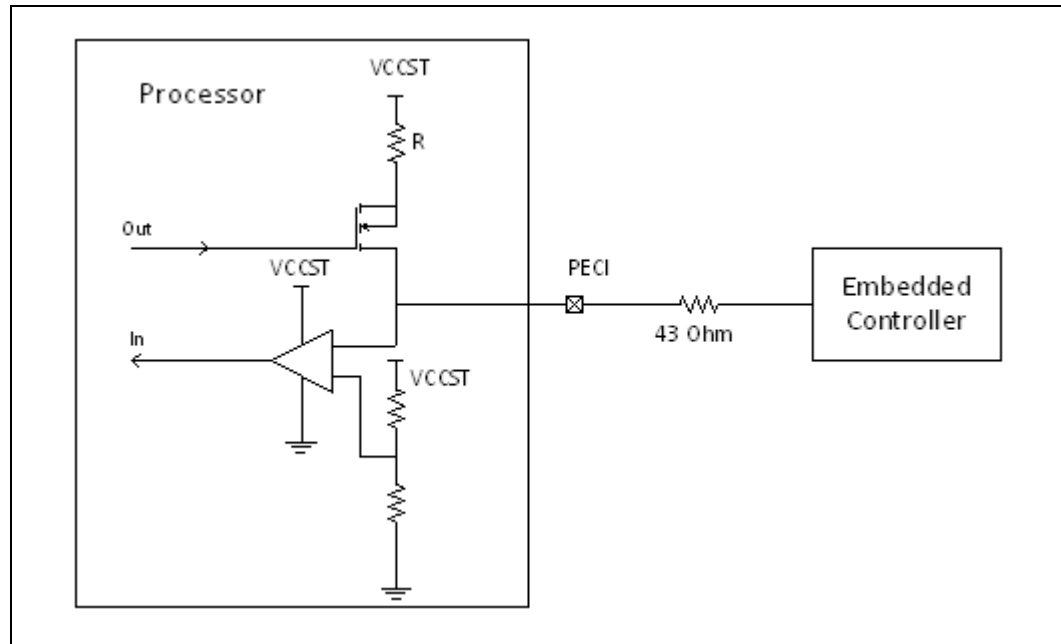 VCCST
Processor
R
Out
VCCST
PECI
Embedded
Controller
43 Ohm
In
VCCST